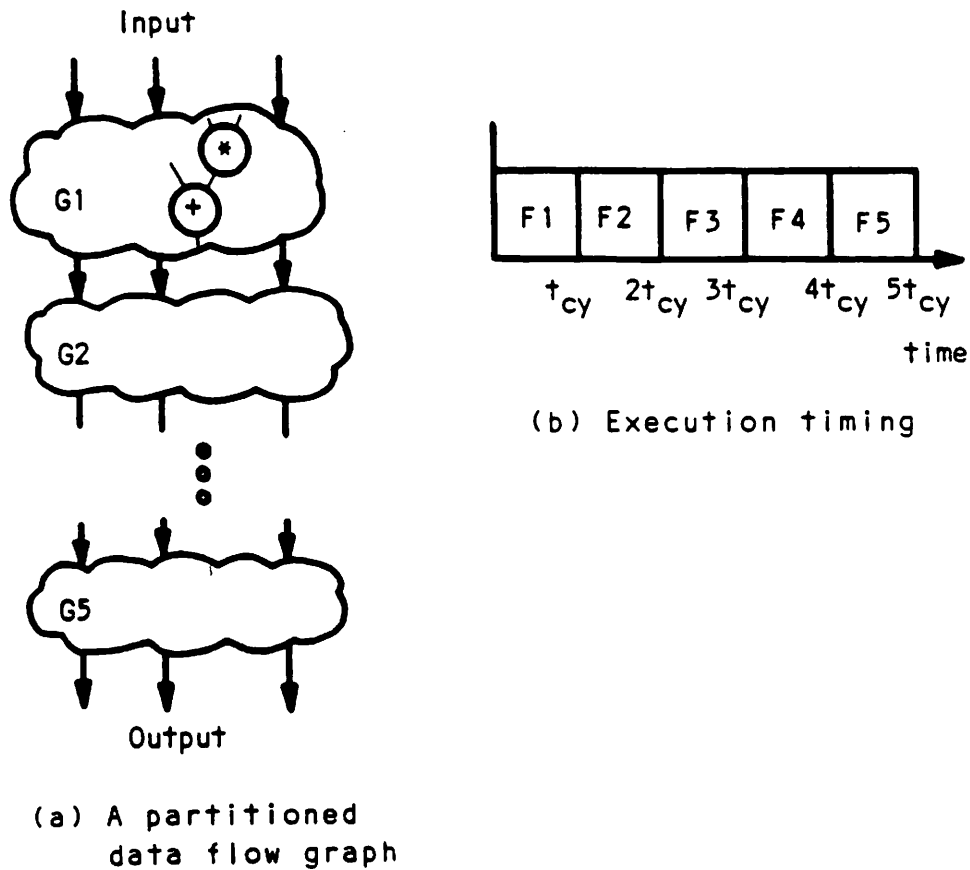 Input
*
+
G1
G2
G5
Output
(a) A partitioned
data flow graph
F1 F2 F3 F4 F5
tcy 2tcy 3tcy 4tcy 5tcy
time
(b) Execution timing